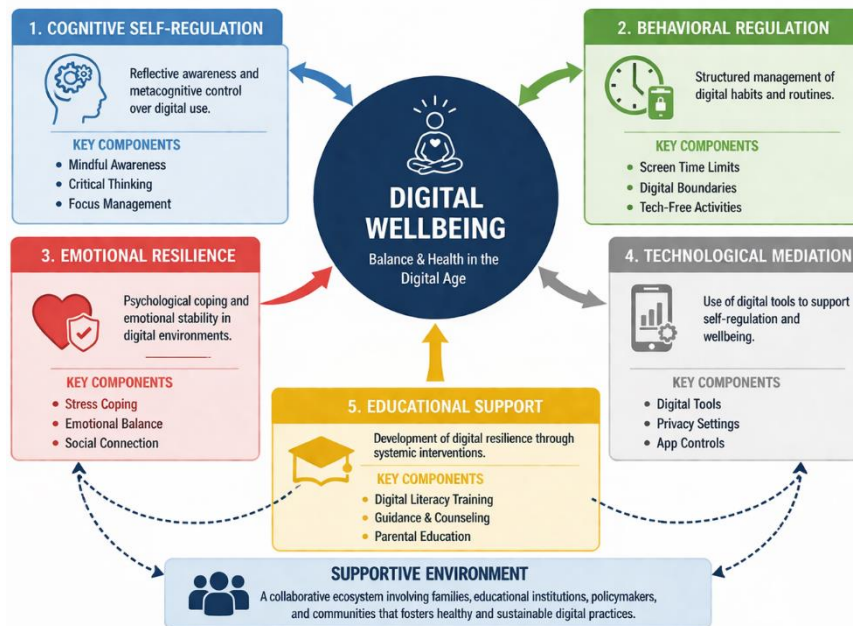 1. COGNITIVE SELF-REGULATION
Reflective awareness and
metacognitive control
over digital use.
KEY COMPONENTS
• Mindful Awareness
• Critical Thinking
• Focus Management
2. BEHAVIORAL REGULATION
Structured management of
digital habits and routines.
KEY COMPONENTS
• Screen Time Limits
• Digital Boundaries
• Tech-Free Activities
DIGITAL
WELLBEING
Balance & Health in the
Digital Age
3. EMOTIONAL RESILIENCE
Psychological coping and
emotional stability in
digital environments.
KEY COMPONENTS
• Stress Coping
• Emotional Balance
• Social Connection
4. TECHNOLOGICAL MEDIATION
Use of digital tools to support
self-regulation and
wellbeing.
KEY COMPONENTS
• Digital Tools
• Privacy Settings
• App Controls
5. EDUCATIONAL SUPPORT
Development of digital resilience through
systemic interventions.
KEY COMPONENTS
• Digital Literacy Training
• Guidance & Counseling
• Parental Education
SUPPORTIVE ENVIRONMENT
A collaborative ecosystem involving families, educational institutions, policymakers,
and communities that fosters healthy and sustainable digital practices.